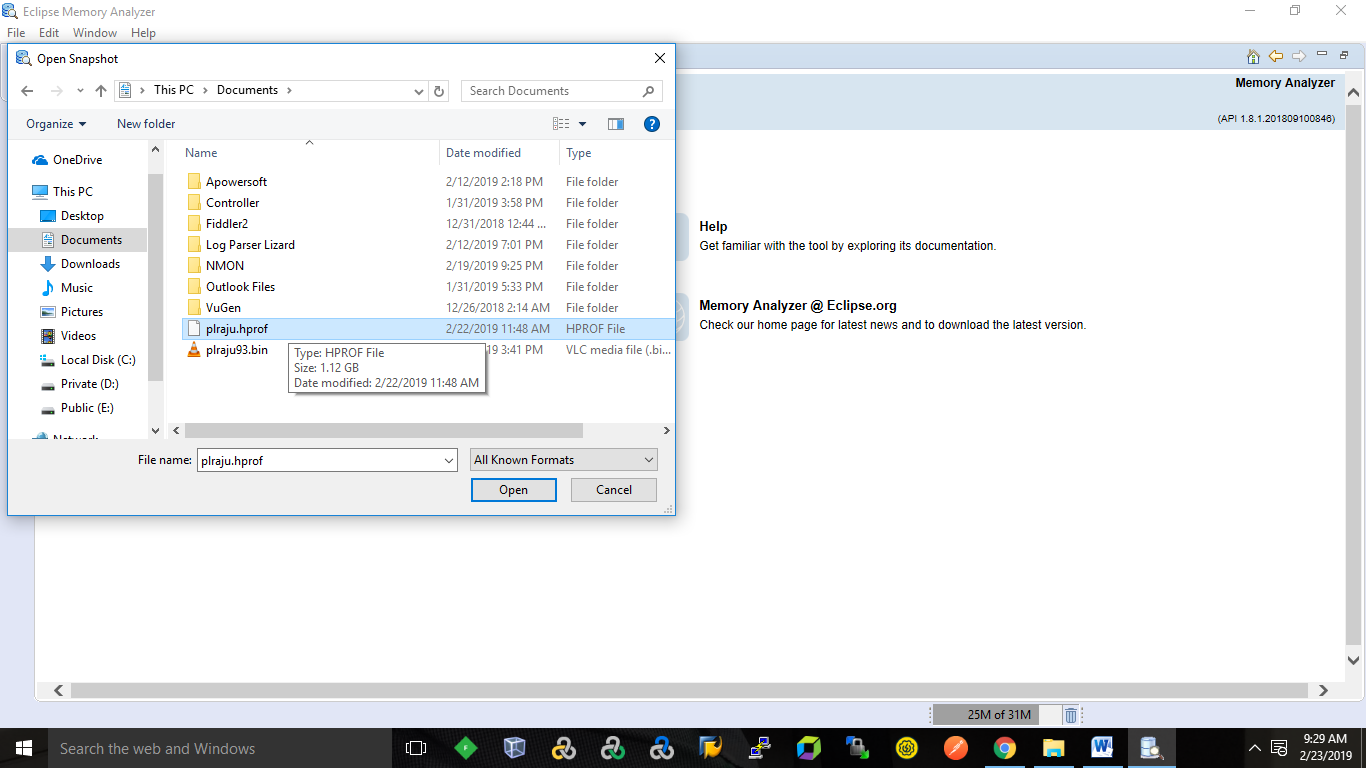 Eclipse Memory Analyzer
File Edit Window Help
Open Snapshot
This PC Documents
Search Documents
Organize New folder
Memory Analyzer
(API 1.8.1.201809100846)
OneDrive
This PC
Desktop
Documents
Downloads
Music
Pictures
Videos
Local Disk (C:)
Private (D:)
Public (E:)
Network
Name Date modified Type
Apowersoft 2/12/2019 2:18 PM File folder
Controller 1/31/2019 3:58 PM File folder
Fiddler2 12/31/2018 12:44 ... File folder
Log Parser Lizard 2/12/2019 7:01 PM File folder
NMON 2/19/2019 9:25 PM File folder
Outlook Files 1/31/2019 5:33 PM File folder
VuGen 12/26/2018 2:14 AM File folder
plraju.hprof 2/22/2019 11:48 AM HPROF File
plraju93.bin 3:41 PM VLC media file (.bi...
Type: HPROF File
Size: 1.12 GB
Date modified: 2/22/2019 11:48 AM
File name: plraju.hprof All Known Formats
Open Cancel
Help
Get familiar with the tool by exploring its documentation.
Memory Analyzer @ Eclipse.org
Check our home page for latest news and to download the latest version.
25M of 31M
Search the web and Windows
9:29 AM
2/23/2019